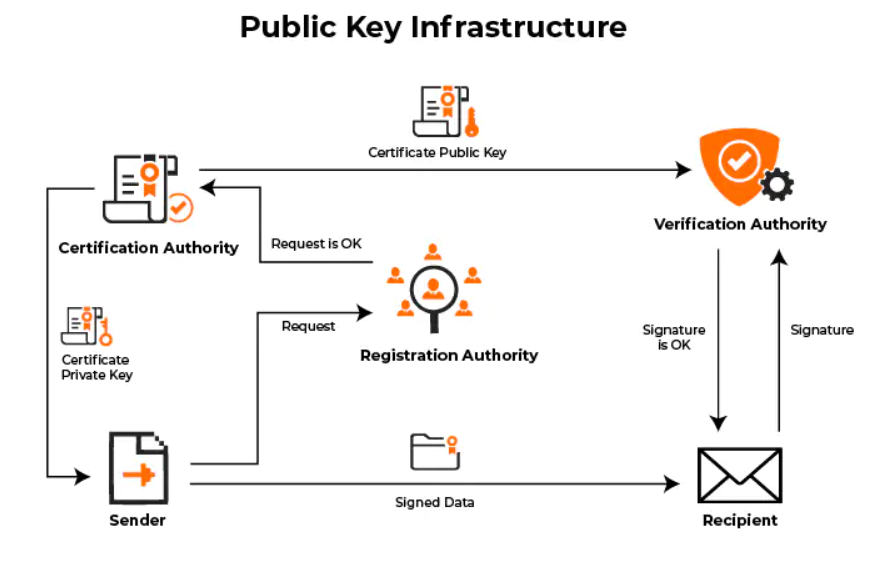 Public Key Infrastructure
Certificate Public Key
Certification Authority
Verification Authority
Request is OK
Request
Registration Authority
Signature
is OK
Signature
Certificate
Private Key
Signed Data
Sender
Recipient